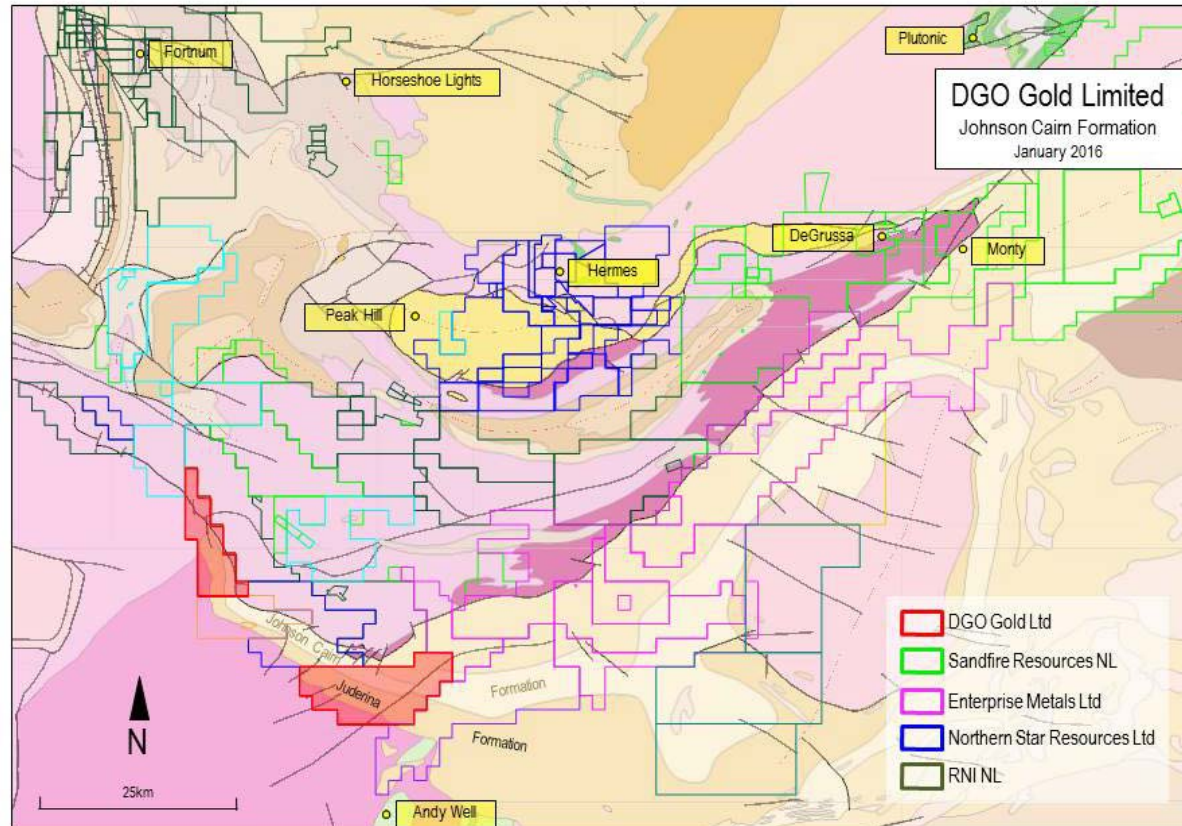 Fortnum
Plutonic
Horseshoe Lights
DGO Gold Limited
Johnson Cairn Formation
January 2016
DeGrussa
Monty
Hermes
Peak Hill
Johnson Cairn
Juderina
Formation
Formation
N
25km
Andy Well
DGO Gold Ltd
Sandfire Resources NL
Enterprise Metals Ltd
Northern Star Resources Ltd
RNI NL